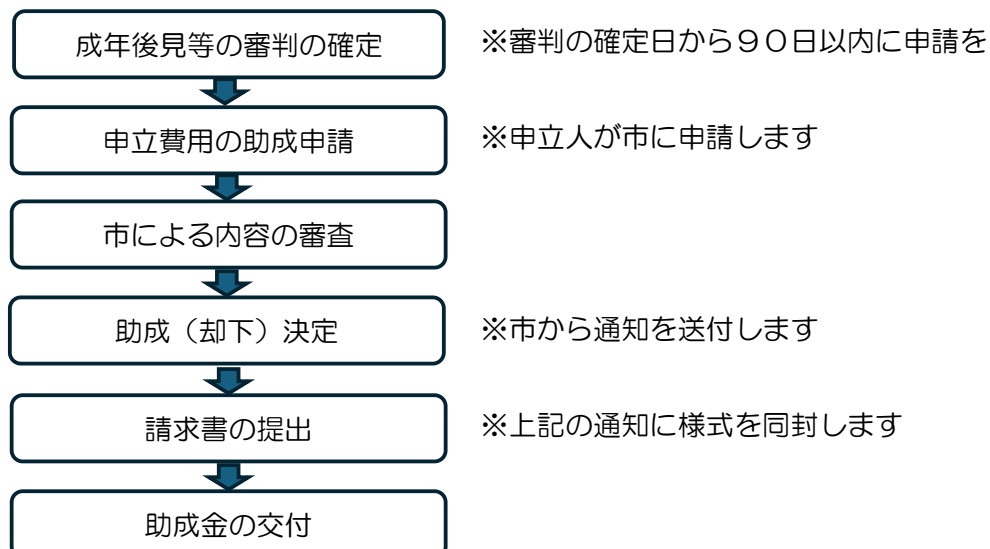 成年後見等の審判の確定
※審判の確定日から９０日以内に申請を
申立費用の助成申請
※申立人が市に申請します
市による内容の審査
助成（却下）決定
※市から通知を送付します
請求書の提出
※上記の通知に様式を同封します
助成金の交付